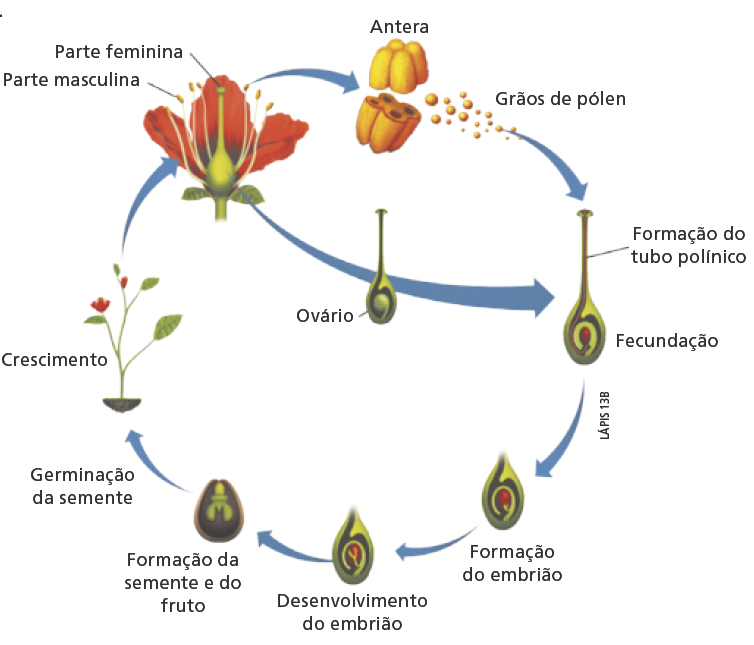 Antera
Parte feminina
Parte masculina
Grãos de pólen
Formação do
tubo polínico
Ovário
Fecundação
Crescimento
LÁPIS 13B
Germinação
da semente
Formação
do embrião
Formação da
semente e do
fruto
Desenvolvimento
do embrião